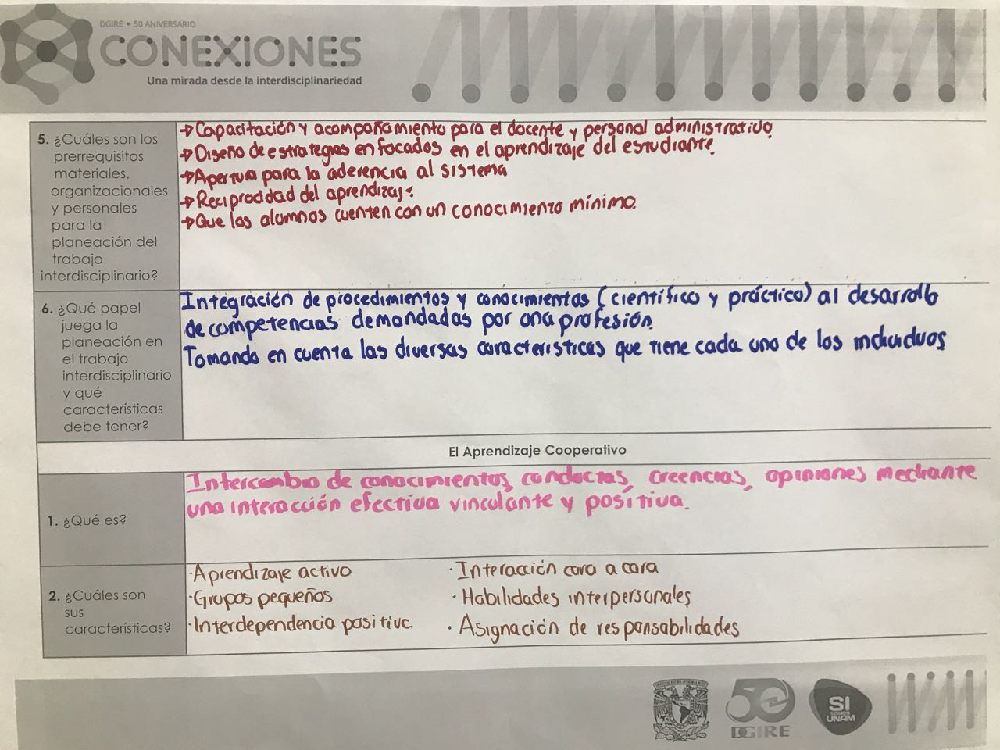 DGIRE • 50 ANIVERSARIO
CONEXIONES
Una mirada desde la interdisciplinariedad
5. ¿Cuáles son los
prerrequisitos
materiales,
organizacionales
y personales
para la
planeación del
trabajo
interdisciplinario?
→Capacitación y acompañamiento para el docente y personal administrativo.
→Diseño de estrategias en focados en el aprendizaje del estudiante.
→Apertura para la aderencia al sistema
→Reciprocidad del aprendizaje.
→Que los alumnos cuenten con un conocimiento mínimo.
6. ¿Qué papel
juega la
planeación en
el trabajo
interdisciplinario
y qué
características
debe tener?
Integración de procedimientos y conocimientos (científico y práctico) al desarrollo
de competencias demandadas por una profesión.
Tomando en cuenta las diversas características que tiene cada uno de los individuos
El Aprendizaje Cooperativo
1. ¿Qué es?
Intercambio de conocimientos, conductas, creencias, opiniones mediante
una interacción efectiva vinculante y positiva.
2. ¿Cuáles son
sus
características?
·Aprendizaje activo
·Grupos pequeños
·Interdependencia positiva.
· Interacción cara a cara
· Habilidades interpersonales
· Asignación de responsabilidades
50
DGIRE
SI
SOMOS
UNAM